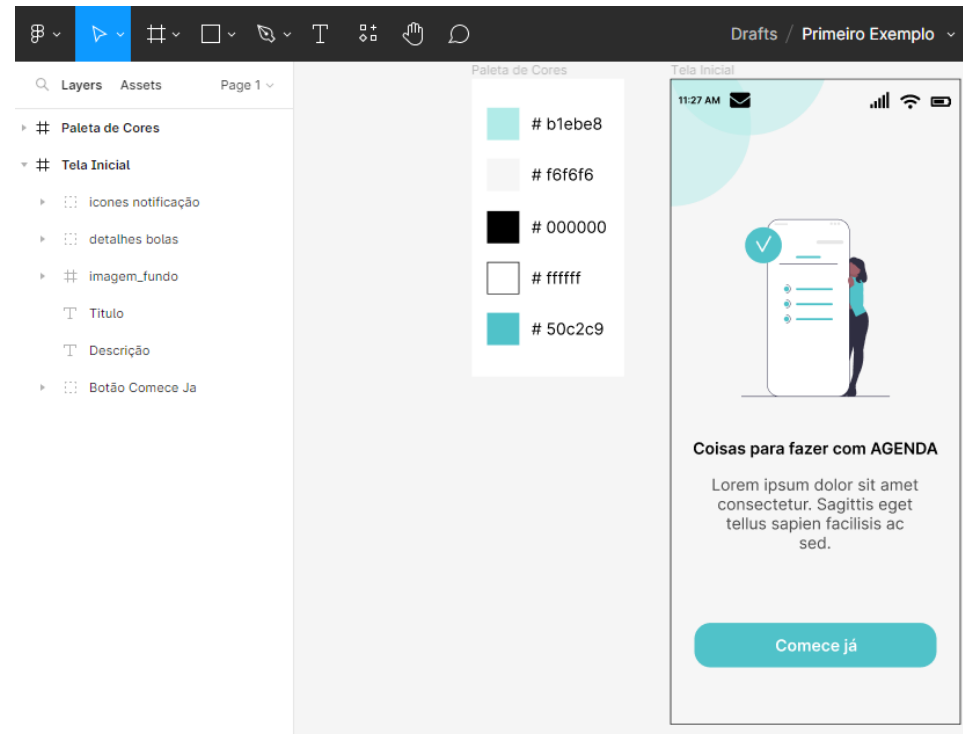 Drafts / Primeiro Exemplo
Layers Assets Page 1
Paleta de Cores
Tela Inicial
icones notificação
detalhes bolas
imagem_fundo
Titulo
Descrição
Botão Comece Ja
Paleta de Cores
# b1ebe8
# f6f6f6
# 000000
# ffffff
# 50c2c9
Tela Inicial
11:27 AM
Coisas para fazer com AGENDA
Lorem ipsum dolor sit amet
consectetur. Sagittis eget
tellus sapien facilisis ac
sed.
Comece já